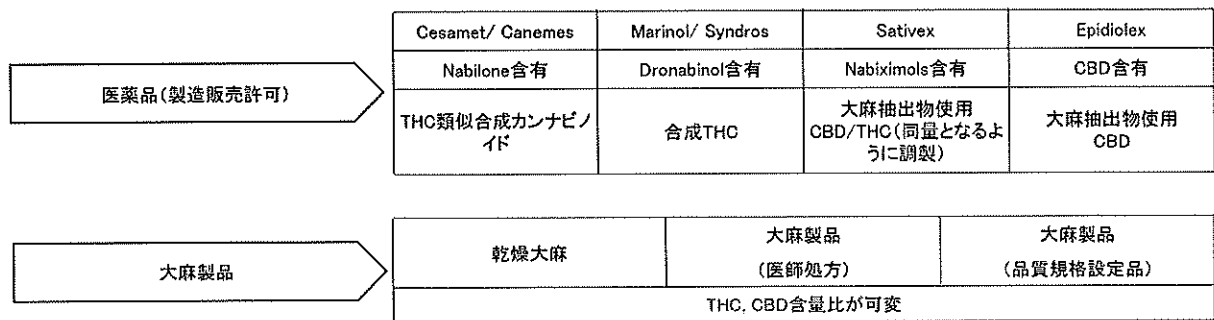 Cesamet/ Canemes
Marinol/ Syndros
Sativex
Epidiolex
医薬品(製造販売許可)
Nabilone含有
Dronabinol含有
Nabiximols含有
CBD含有
THC類似合成カンナビノ
イド
合成THC
大麻抽出物使用
CBD/THC(同量となるよ
うに調製)
大麻抽出物使用
CBD
大麻製品
乾燥大麻
大麻製品
(医師処方)
大麻製品
(品質規格設定品)
THC, CBD含量比が可変